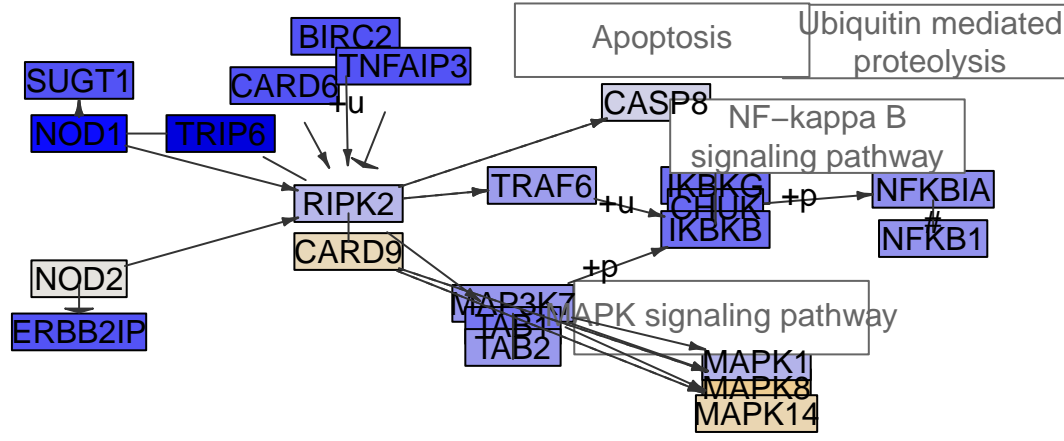 Apoptosis
Ubiquitin mediated
proteolysis
BIRC2
TNFAIP3
CARD6
+u
SUGT1
NOD1
TRIP6
CASP8
NF−kappa B
signaling pathway
RIPK2
TRAF6
+u
IKBKG
CHUK
IKBKB
+p
NFKBIA
#
NFKB1
CARD9
NOD2
ERBB2IP
+p
MAP3K7
TAB1
TAB2
MAPK signaling pathway
MAPK1
MAPK8
MAPK14